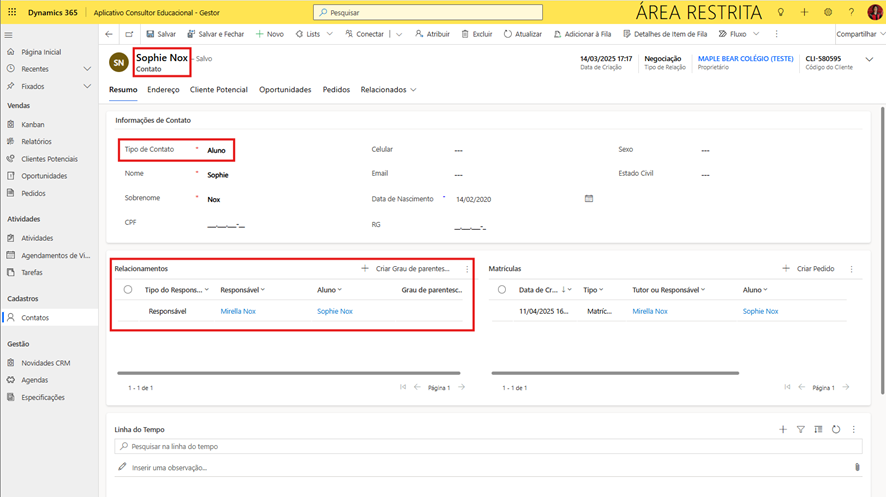 Dynamics 365 Aplicativo Consultor Educacional - Gestor Pesquisar ÁREA RESTRITA
Salvar Salvar e Fechar Novo Lists Conectar Atribuir Excluir Atualizar Adicionar à Fila Detalhes de Item de Fila Fluxo Compartilhar
Página Inicial
Recentes
Fixados
Vendas
Kanban
Relatórios
Clientes Potenciais
Oportunidades
Pedidos
Atividades
Atividades
Agendamentos de Vi...
Tarefas
Cadastros
Contatos
Gestão
Novidades CRM
Agendas
Especificações
SN
Sophie Nox - Salvo
Contato
14/03/2025 17:17
Data de Criação
Negociação
Tipo de Relação
MAPLE BEAR COLÉGIO (TESTE)
Proprietário
CLI-580595
Código do Cliente
Resumo Endereço Cliente Potencial Oportunidades Pedidos Relacionados
Informações de Contato
Tipo de Contato * Aluno
Nome * Sophie
Sobrenome * Nox
CPF __.__.__-_
Celular ---
Email ---
Data de Nascimento 14/02/2020
RG _.__.__-_
Sexo ---
Estado Civil ---
Relacionamentos Criar Grau de parentes...
Tipo do Respons... Responsável Aluno Grau de parentesc...
Responsável Mirella Nox Sophie Nox
1 - 1 de 1 Página 1
Matrículas Criar Pedido
Data de Cr... Tipo Tutor ou Responsável Aluno
11/04/2025 16... Matríc... Mirella Nox Sophie Nox
1 - 1 de 1 Página 1
Linha do Tempo
Pesquisar na linha do tempo
Inserir uma observação...